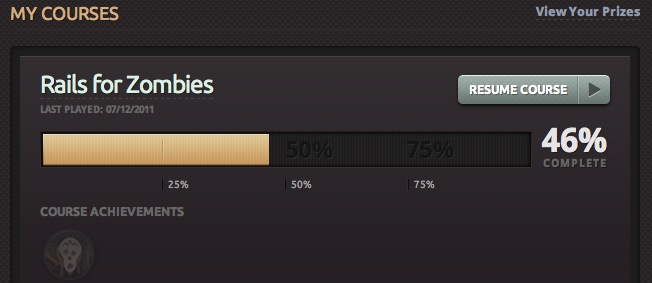 MY COURSES
View Your Prizes
Rails for Zombies
RESUME COURSE
LAST PLAYED: 07/12/2011
50% 75%
46%
COMPLETE
25% 50% 75%
COURSE ACHIEVEMENTS